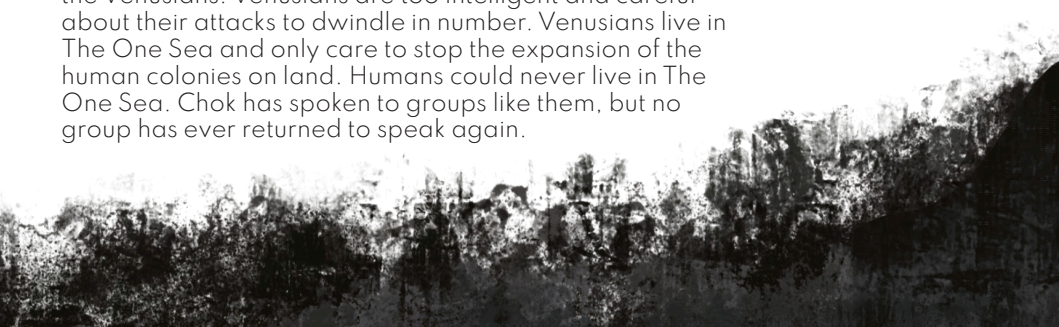 the Venusians. Venusians are too intelligent and careful
about their attacks to dwindle in number. Venusians live in
The One Sea and only care to stop the expansion of the
human colonies on land. Humans could never live in The
One Sea. Chok has spoken to groups like them, but no
group has ever returned to speak again.